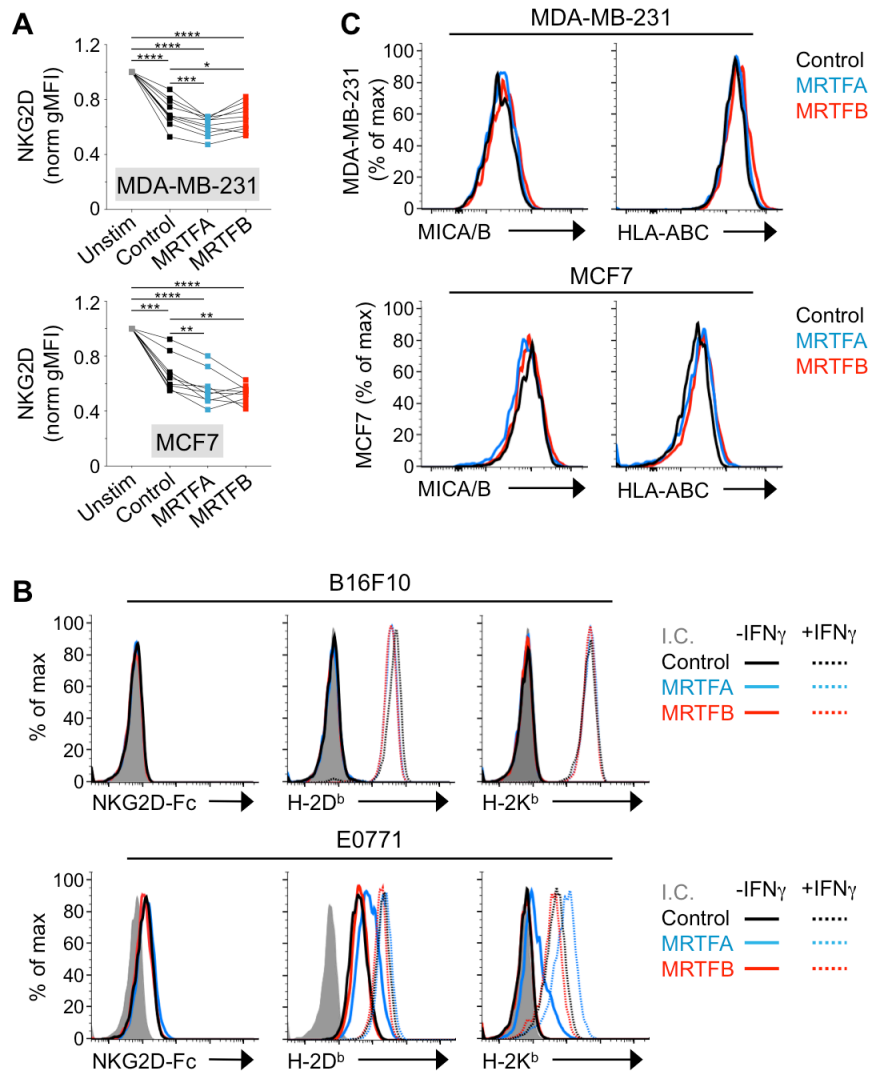 A
1.2
0.8
0.4
0
NKG2D
(norm gMFI)
****
****
****
*
***
MDA-MB-231
Unstim
Control
MRTFA
MRTFB
1.2
0.8
0.4
0
NKG2D
(norm gMFI)
****
****
***
**
**
MCF7
Unstim
Control
MRTFA
MRTFB
C
MDA-MB-231
MDA-MB-231
(% of max)
100
80
60
40
20
0
MICA/B
HLA-ABC
Control
MRTFA
MRTFB
MCF7
MCF7 (% of max)
100
80
60
40
20
0
MICA/B
HLA-ABC
Control
MRTFA
MRTFB
B
B16F10
% of max
100
80
60
40
20
0
NKG2D-Fc
H-2Dᵇ
H-2Kᵇ
I.C. -IFNγ +IFNγ
Control
MRTFA
MRTFB
E0771
% of max
100
80
60
40
20
0
NKG2D-Fc
H-2Dᵇ
H-2Kᵇ
I.C. -IFNγ +IFNγ
Control
MRTFA
MRTFB